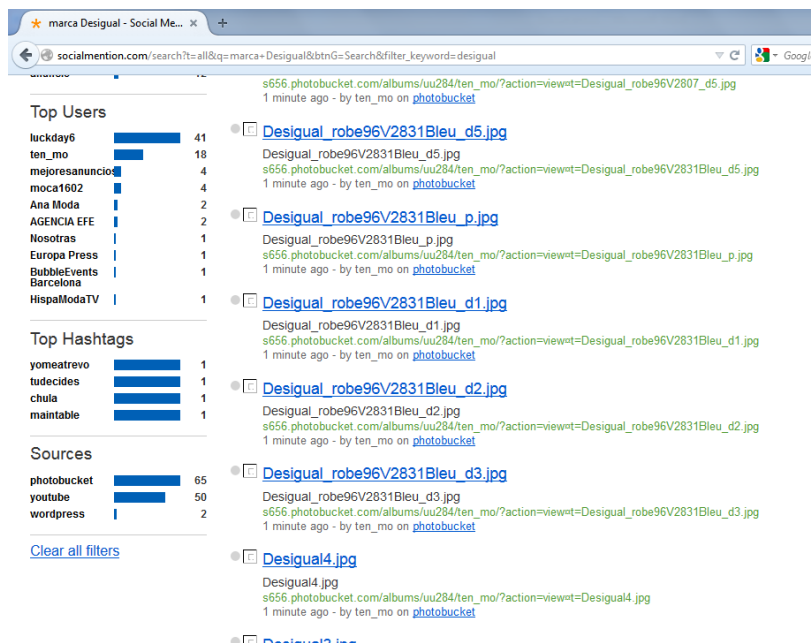 marca Desigual - Social Me... ×
+
socialmention.com/search?t=all&q=marca+Desigual&btnG=Search&filter_keyword=desigual
Googl
12
Top Users
luckday6 41
ten_mo 18
mejoresanuncios 4
moca1602 4
Ana Moda 2
AGENCIA EFE 2
Nosotras 1
Europa Press 1
BubbleEvents 1
Barcelona
HispaModaTV 1
Top Hashtags
yomeatrevo 1
tudecides 1
chula 1
maintable 1
Sources
photobucket 65
youtube 50
wordpress 2
Clear all filters
s656.photobucket.com/albums/uu284/ten_mo/?action=view¤t=Desigual_robe96V2807_d5.jpg
1 minute ago - by ten_mo on photobucket
Desigual_robe96V2831Bleu_d5.jpg
Desigual_robe96V2831Bleu_d5.jpg
s656.photobucket.com/albums/uu284/ten_mo/?action=view¤t=Desigual_robe96V2831Bleu_d5.jpg
1 minute ago - by ten_mo on photobucket
Desigual_robe96V2831Bleu_p.jpg
Desigual_robe96V2831Bleu_p.jpg
s656.photobucket.com/albums/uu284/ten_mo/?action=view¤t=Desigual_robe96V2831Bleu_p.jpg
1 minute ago - by ten_mo on photobucket
Desigual_robe96V2831Bleu_d1.jpg
Desigual_robe96V2831Bleu_d1.jpg
s656.photobucket.com/albums/uu284/ten_mo/?action=view¤t=Desigual_robe96V2831Bleu_d1.jpg
1 minute ago - by ten_mo on photobucket
Desigual_robe96V2831Bleu_d2.jpg
Desigual_robe96V2831Bleu_d2.jpg
s656.photobucket.com/albums/uu284/ten_mo/?action=view¤t=Desigual_robe96V2831Bleu_d2.jpg
1 minute ago - by ten_mo on photobucket
Desigual_robe96V2831Bleu_d3.jpg
Desigual_robe96V2831Bleu_d3.jpg
s656.photobucket.com/albums/uu284/ten_mo/?action=view¤t=Desigual_robe96V2831Bleu_d3.jpg
1 minute ago - by ten_mo on photobucket
Desigual4.jpg
Desigual4.jpg
s656.photobucket.com/albums/uu284/ten_mo/?action=view¤t=Desigual4.jpg
1 minute ago - by ten_mo on photobucket